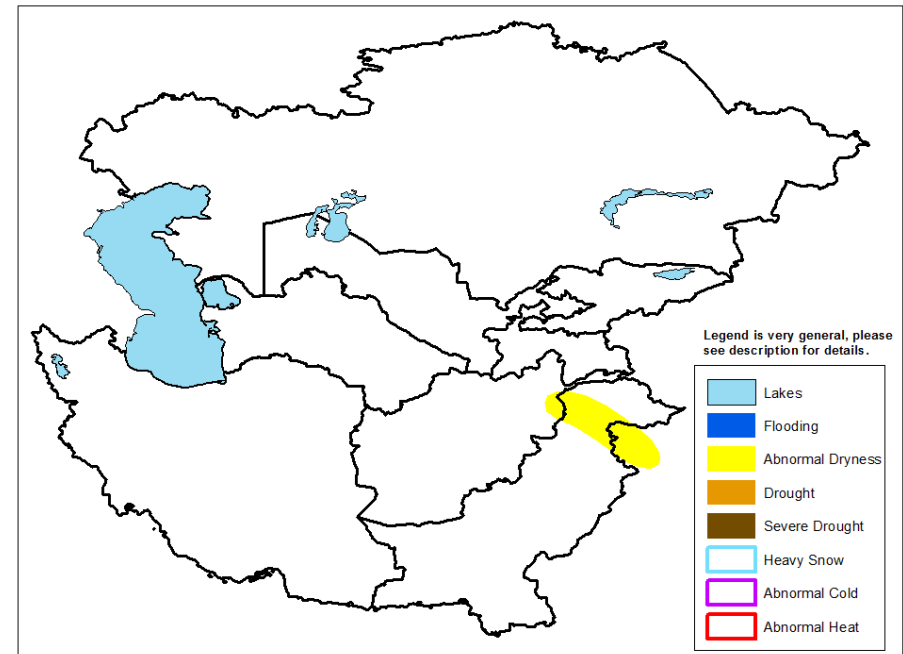 Legend is very general, please
see description for details.
Lakes
Flooding
Abnormal Dryness
Drought
Severe Drought
Heavy Snow
Abnormal Cold
Abnormal Heat